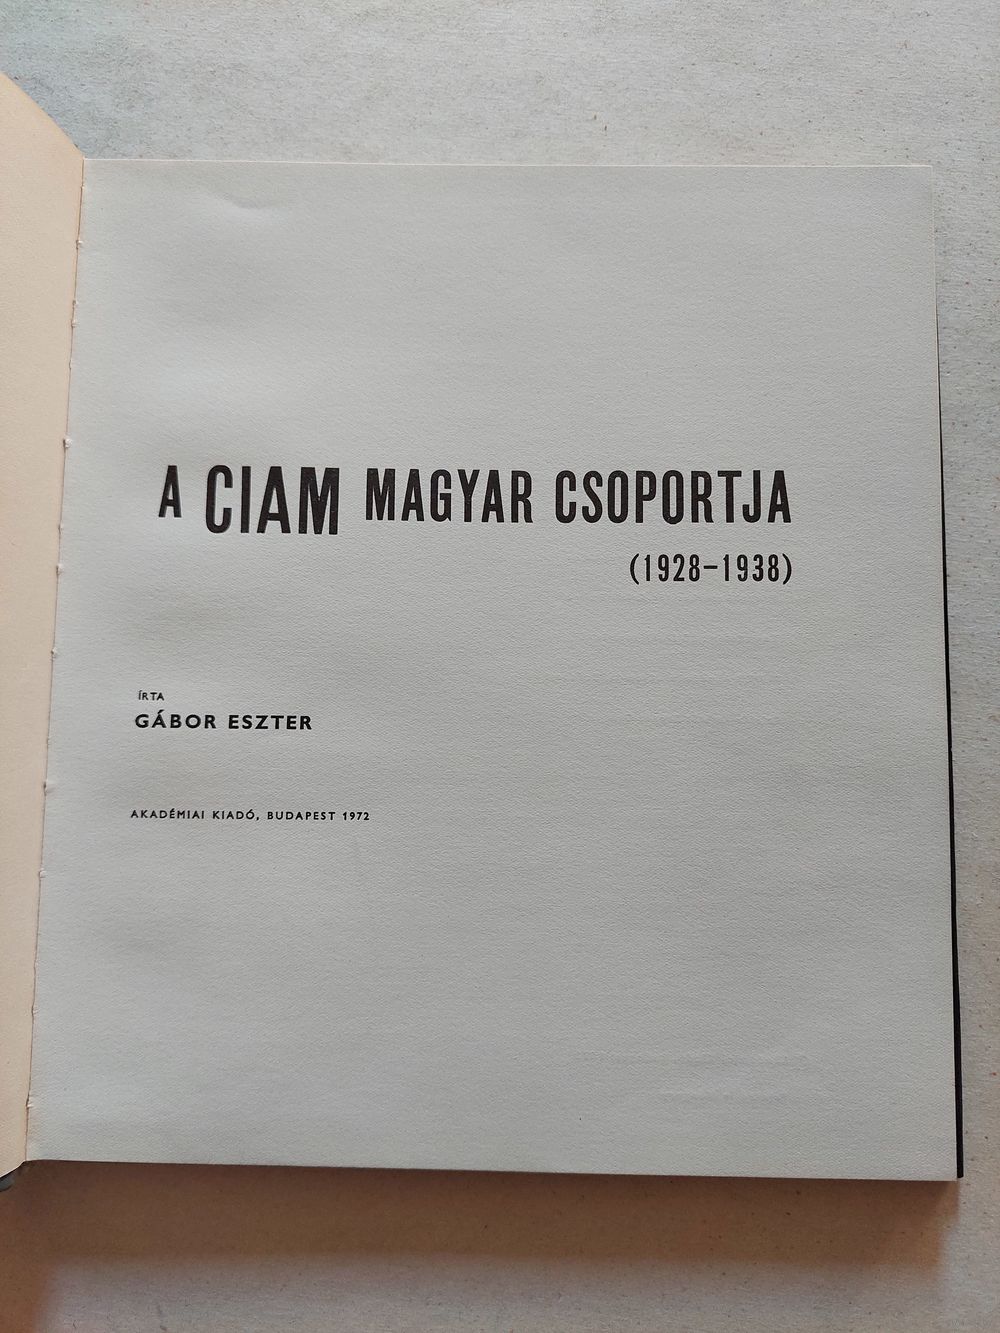 A CIAM MAGYAR CSOPORTJA
(1928–1938)
ÍRTA
GÁBOR ESZTER
AKADÉMIAI KIADÓ, BUDAPEST 1972